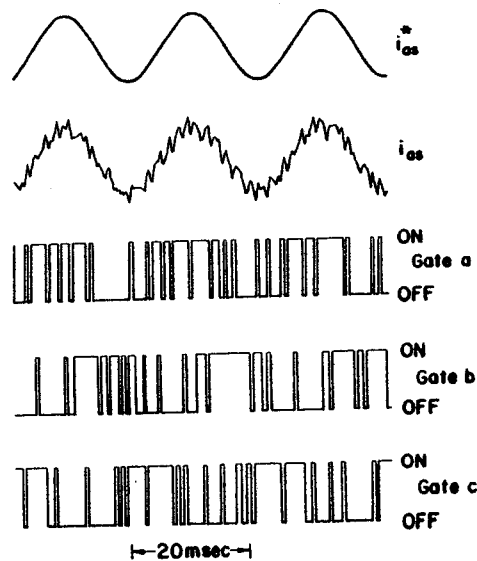 i*as
ias
ON
Gate a
OFF
ON
Gate b
OFF
ON
Gate c
OFF
20msec